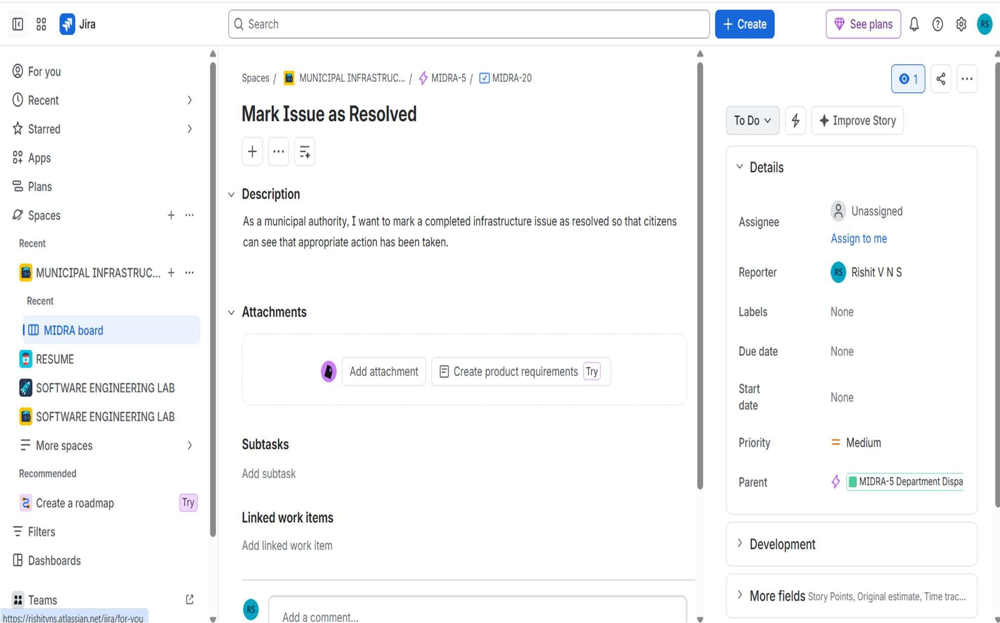 Jira
Search
+ Create
See plans
RS
For you
Recent
Starred
Apps
Plans
Spaces
Recent
MUNICIPAL INFRASTRUC...
Recent
MIDRA board
RESUME
SOFTWARE ENGINEERING LAB
SOFTWARE ENGINEERING LAB
More spaces
Recommended
Create a roadmap Try
Filters
Dashboards
Teams
https://rishitvns.atlassian.net/jira/for-you
Spaces / MUNICIPAL INFRASTRUC... / MIDRA-5 / MIDRA-20
Mark Issue as Resolved
Description
As a municipal authority, I want to mark a completed infrastructure issue as resolved so that citizens
can see that appropriate action has been taken.
Attachments
Add attachment
Create product requirements Try
Subtasks
Add subtask
Linked work items
Add linked work item
RS
Add a comment...
1
To Do
Improve Story
Details
Assignee
Unassigned
Assign to me
Reporter
RS Rishit V N S
Labels
None
Due date
None
Start
date
None
Priority
Medium
Parent
MIDRA-5 Department Dispa
Development
More fields Story Points, Original estimate, Time trac...